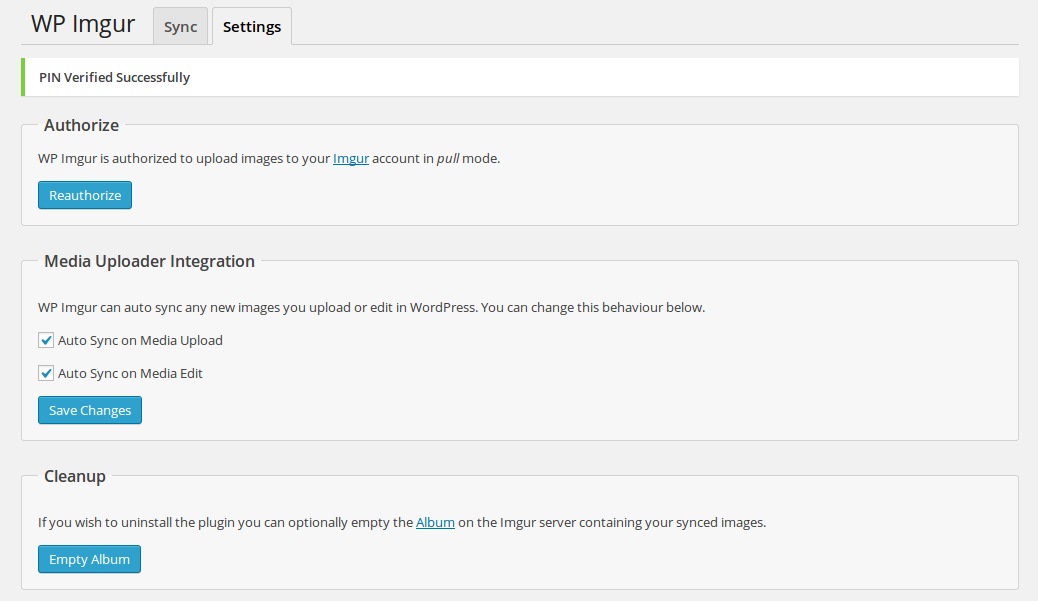 WP Imgur Sync Settings
PIN Verified Successfully
Authorize
WP Imgur is authorized to upload images to your Imgur account in pull mode.
Reauthorize
Media Uploader Integration
WP Imgur can auto sync any new images you upload or edit in WordPress. You can change this behaviour below.
Auto Sync on Media Upload
Auto Sync on Media Edit
Save Changes
Cleanup
If you wish to uninstall the plugin you can optionally empty the Album on the Imgur server containing your synced images.
Empty Album